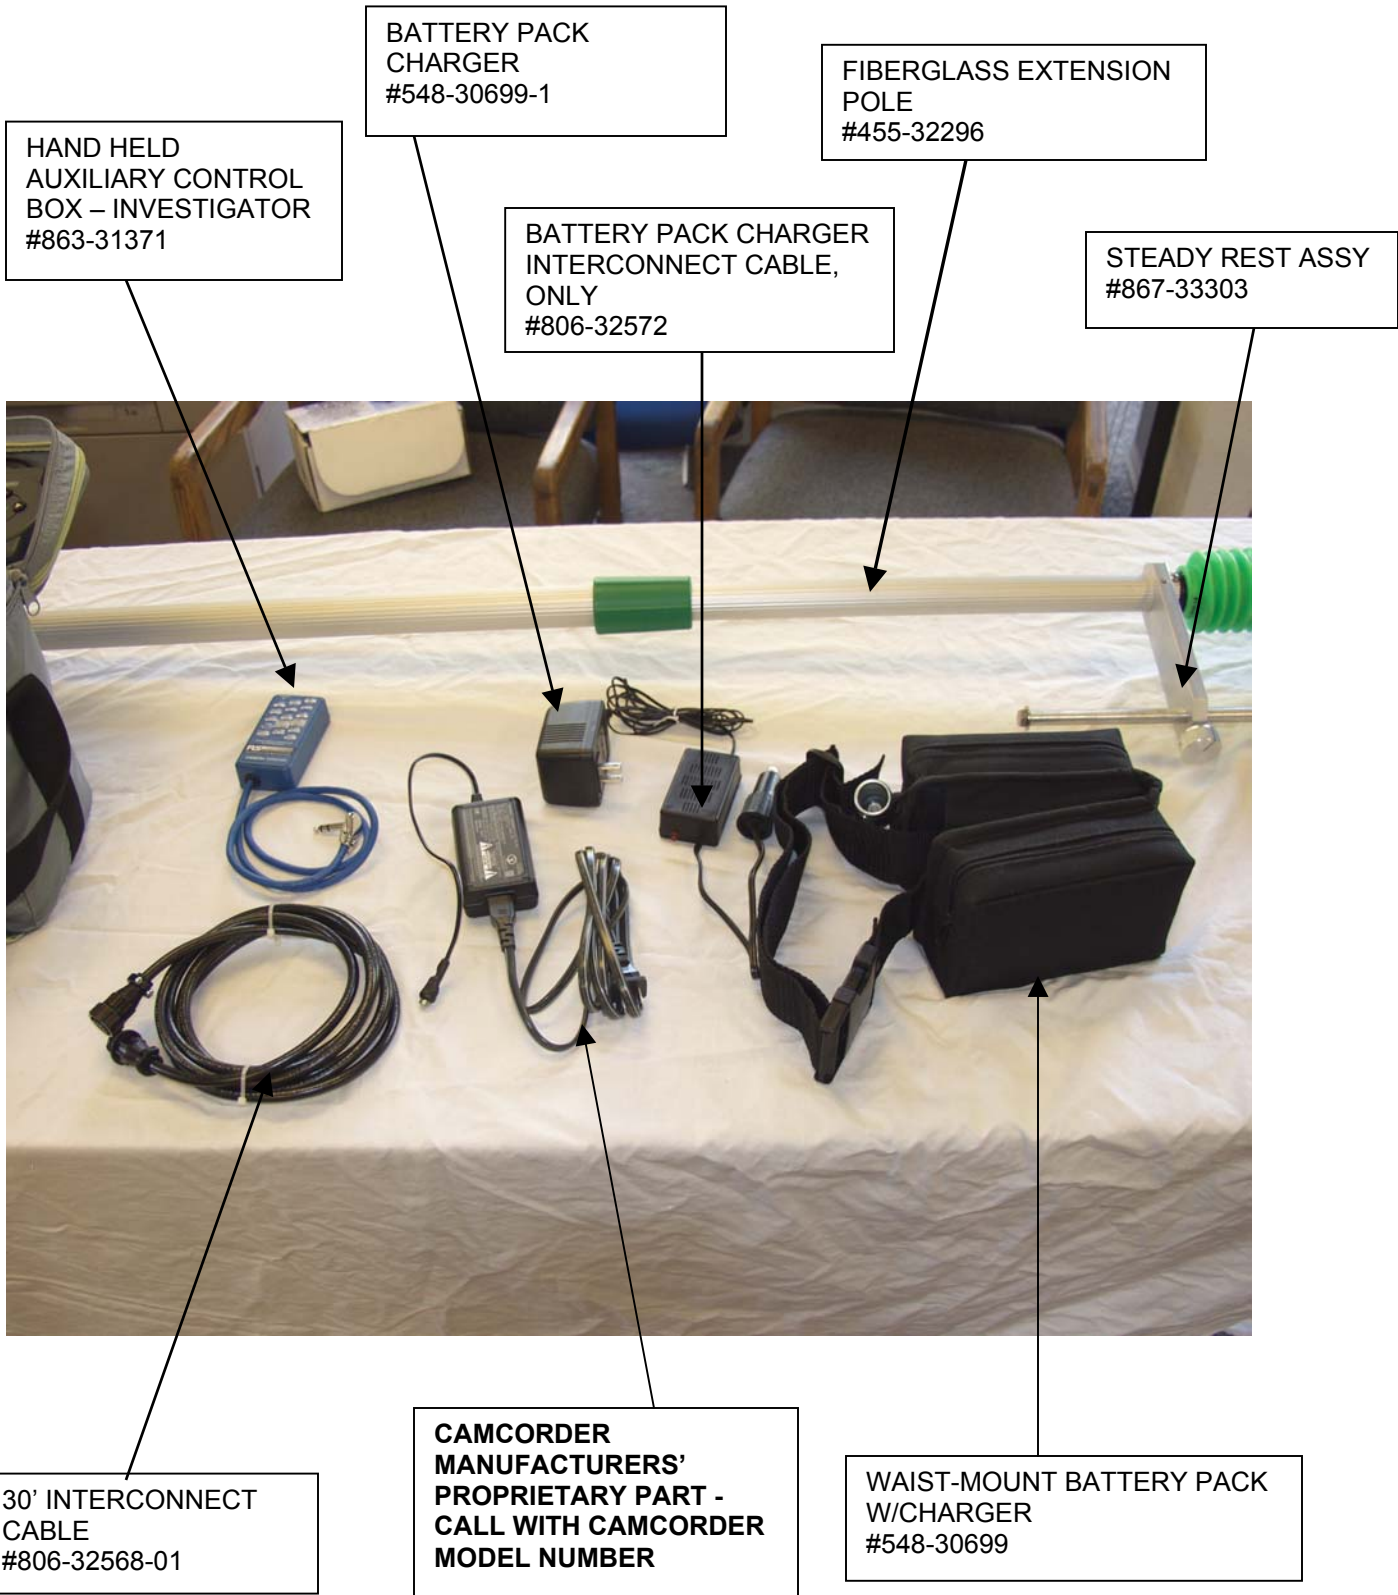 BATTERY PACK
CHARGER
#548-30699-1
FIBERGLASS EXTENSION
POLE
#455-32296
HAND HELD
AUXILIARY CONTROL
BOX – INVESTIGATOR
#863-31371
BATTERY PACK CHARGER
INTERCONNECT CABLE,
ONLY
#806-32572
STEADY REST ASSY
#867-33303
30’ INTERCONNECT
CABLE
#806-32568-01
CAMCORDER
MANUFACTURERS’
PROPRIETARY PART -
CALL WITH CAMCORDER
MODEL NUMBER
WAIST-MOUNT BATTERY PACK
W/CHARGER
#548-30699